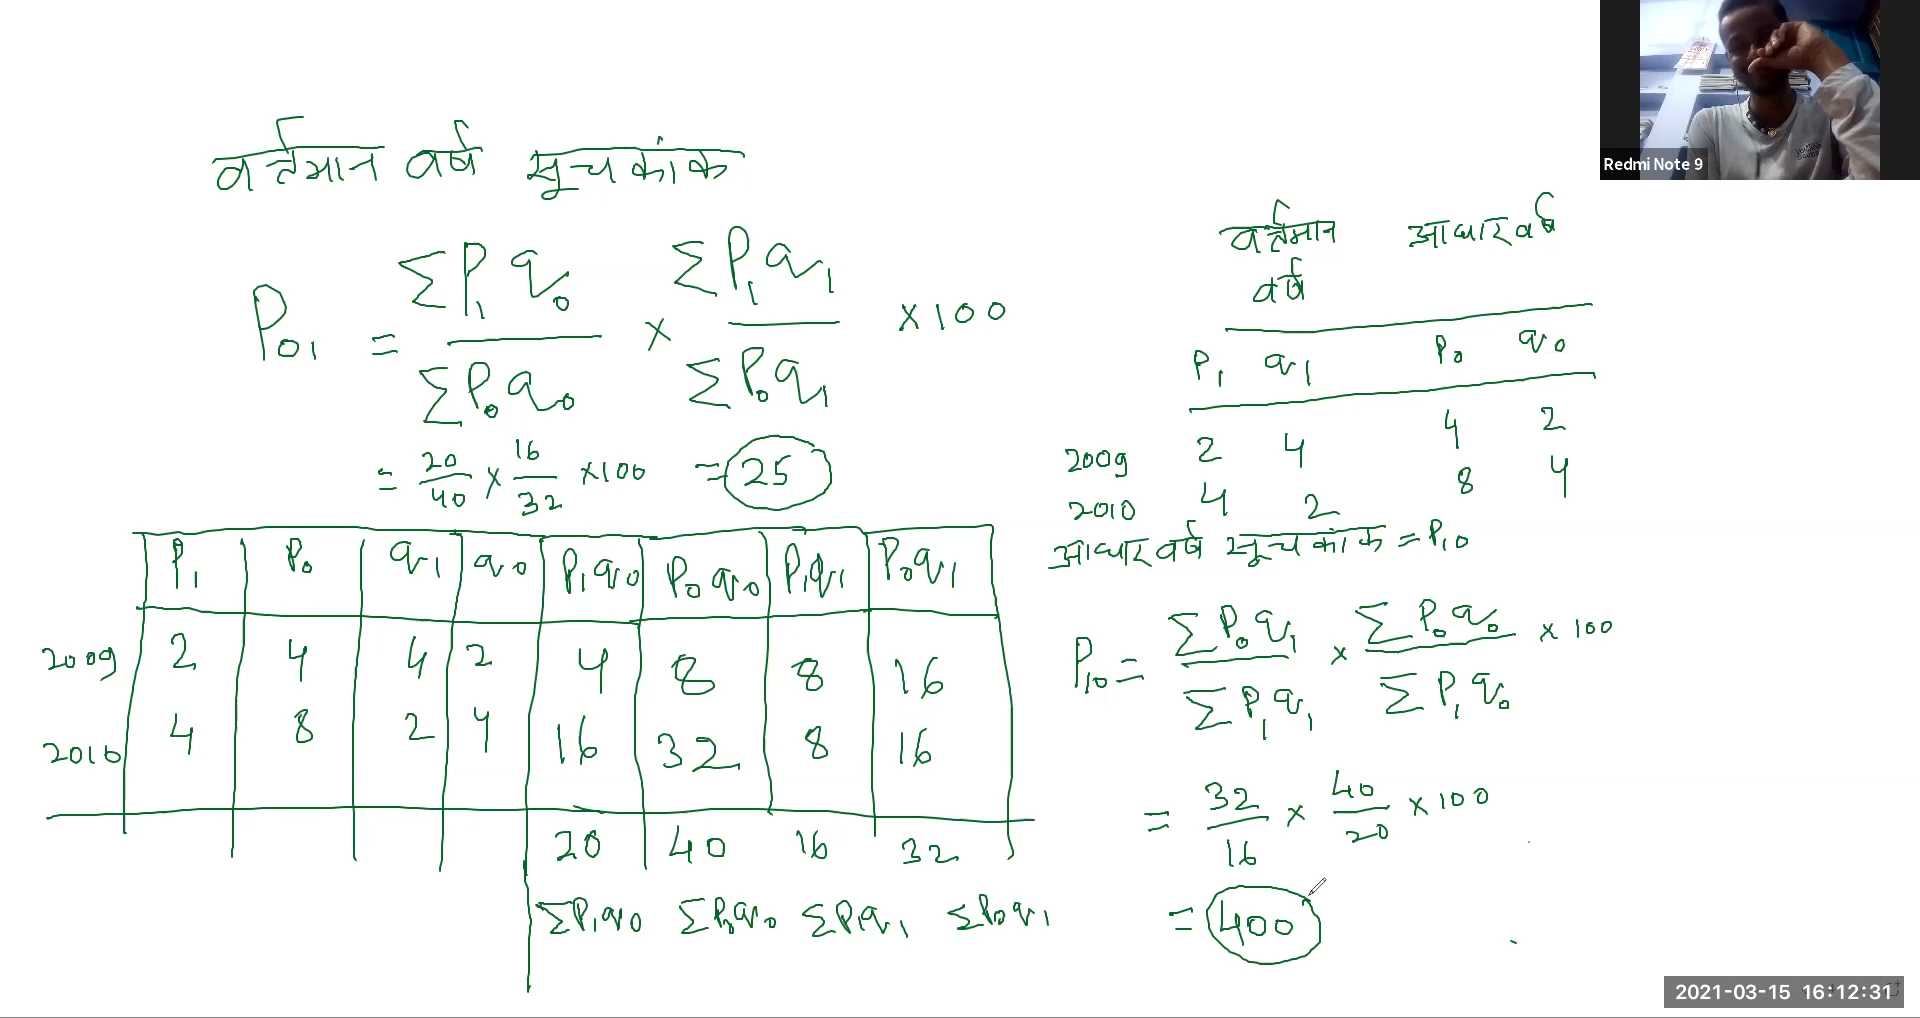 वर्तमान वर्ष सूचकांक
P₀₁ = ΣP₁q₀ / ΣP₀q₀ × ΣP₁q₁ / ΣP₀q₁ ×100
= 20/40 × 16/32 ×100 = 25
P₁ P₀ q₁ q₀ P₁q₀ P₀q₀ P₁q₁ P₀q₁
2009 2 4 4 2 4 8 8 16
2010 4 8 2 4 16 32 8 16
20 40 16 32
ΣP₁q₀ ΣP₀q₀ ΣP₁q₁ ΣP₀q₁
वर्तमान आधार वर्ष
वर्ष
P₁ q₁ P₀ q₀
2009 2 4 4 2
2010 4 2 8 4
आधार वर्ष सूचकांक = P₁₀
P₁₀ = ΣP₀q₁ / ΣP₁q₁ × ΣP₀q₀ / ΣP₁q₀ × 100
= 32/16 × 40/20 ×100
= 400
Redmi Note 9
2021-03-15 16:12:31